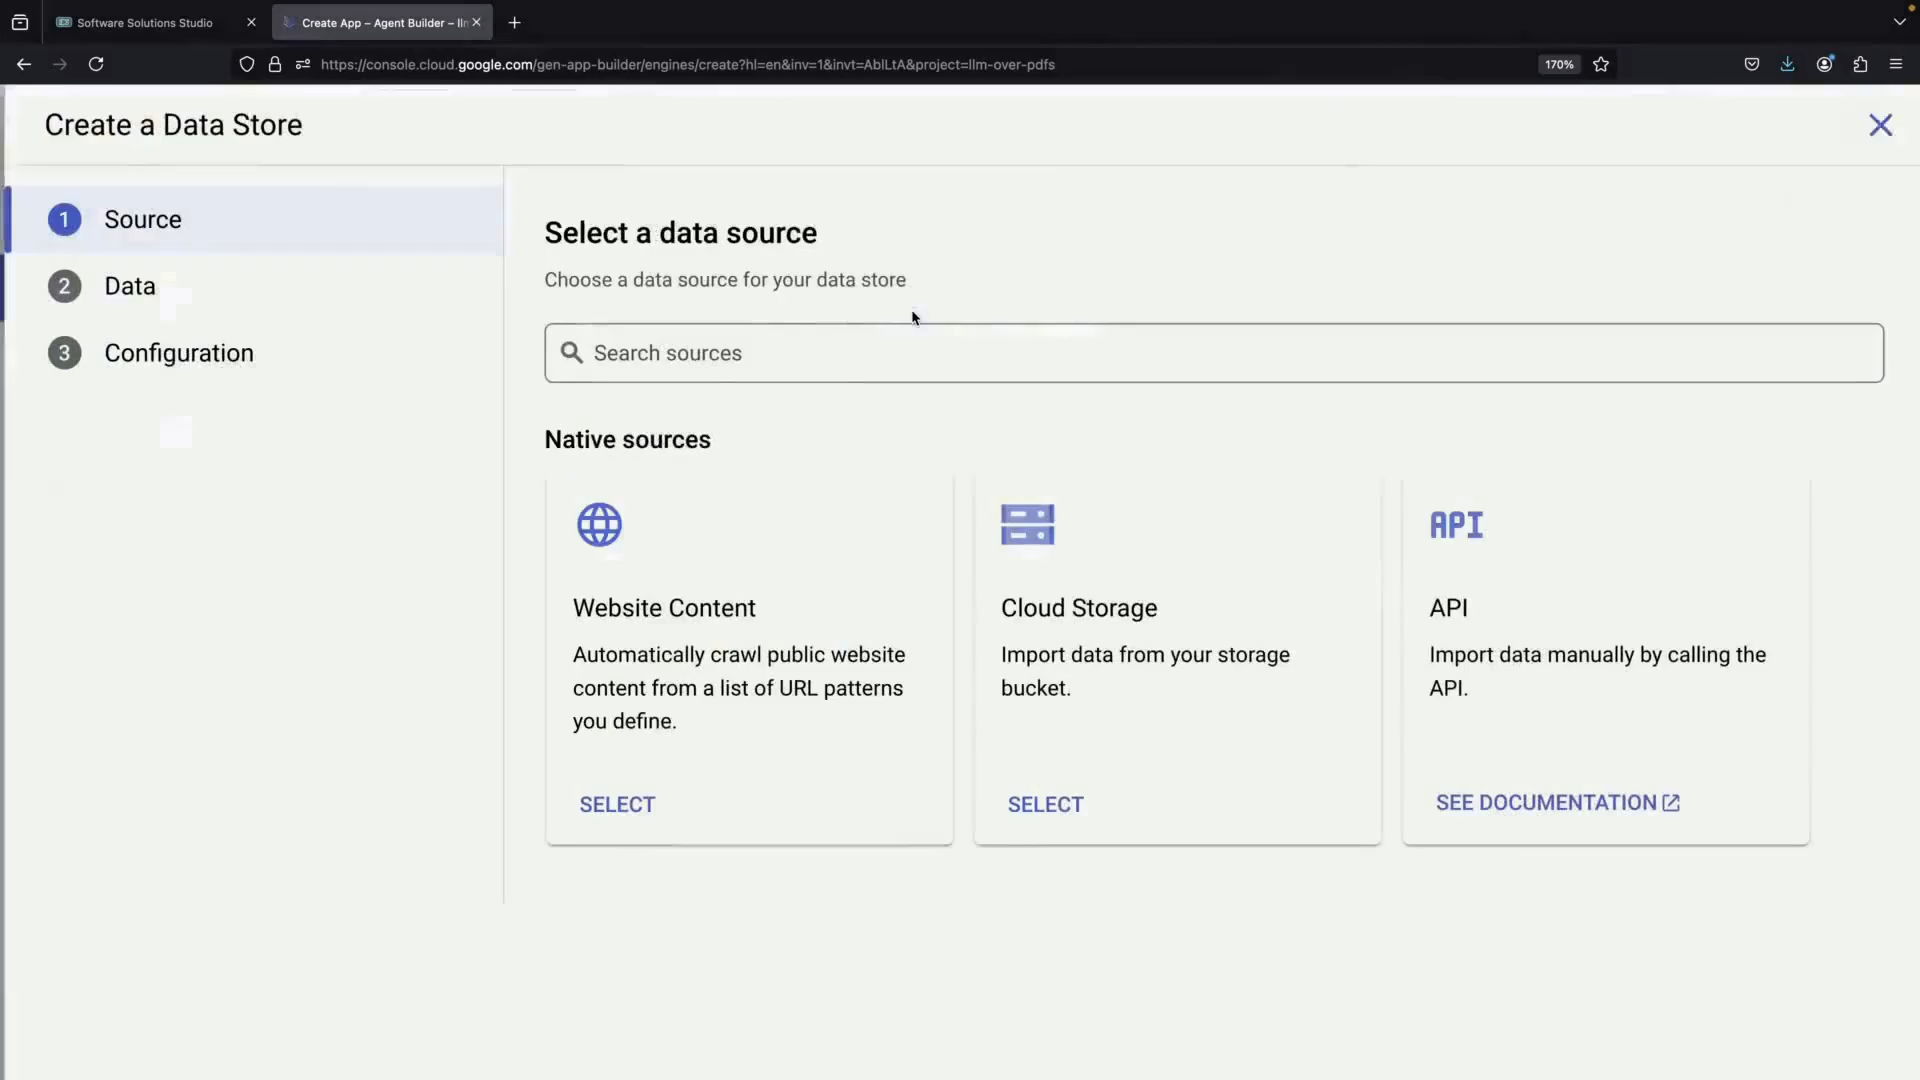 Software Solutions Studio
Create App – Agent Builder – ll
https://console.cloud.google.com/gen-app-builder/engines/create?hl=en&inv=1&invt=AblLtA&project=llm-over-pdfs
170%
Create a Data Store
1 Source
2 Data
3 Configuration
Select a data source
Choose a data source for your data store
Search sources
Native sources
Website Content
Automatically crawl public website
content from a list of URL patterns
you define.
SELECT
Cloud Storage
Import data from your storage
bucket.
SELECT
API
API
Import data manually by calling the
API.
SEE DOCUMENTATION